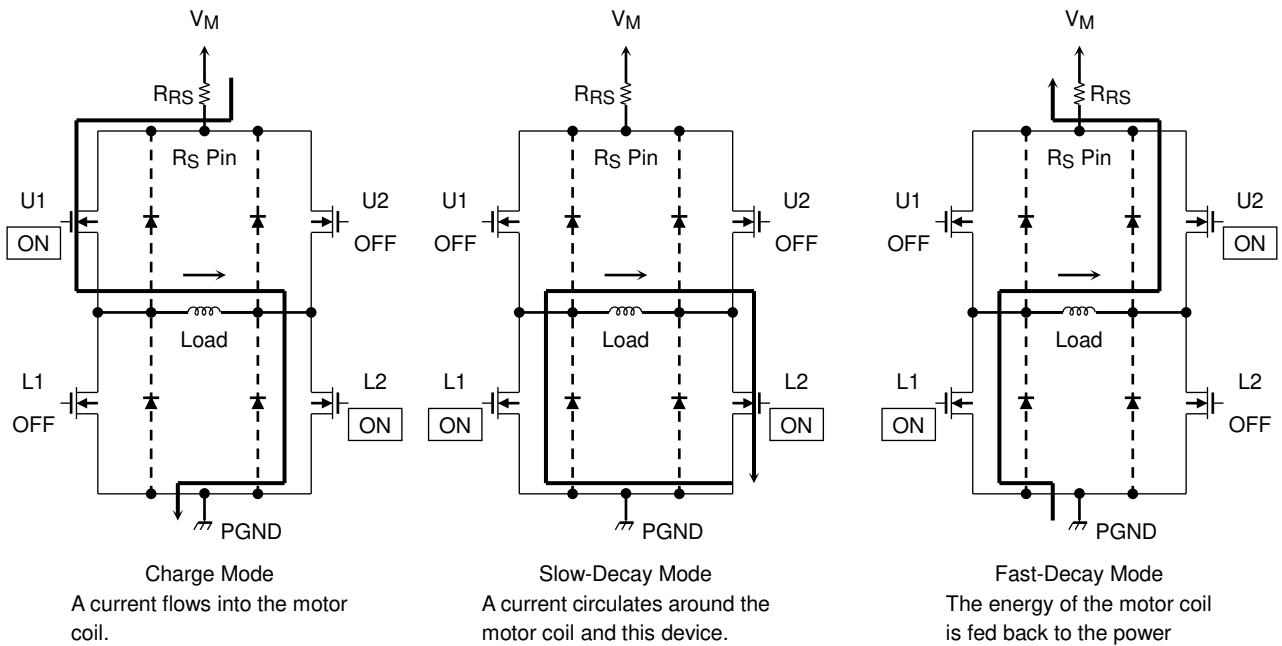 VM
RRS
RS Pin
U1
ON
U2
OFF
Load
L1
OFF
L2
ON
PGND
Charge Mode
A current flows into the motor
coil.
VM
RRS
RS Pin
U1
OFF
U2
OFF
Load
L1
ON
L2
ON
PGND
Slow-Decay Mode
A current circulates around the
motor coil and this device.
VM
RRS
RS Pin
U1
OFF
U2
ON
Load
L1
ON
L2
OFF
PGND
Fast-Decay Mode
The energy of the motor coil
is fed back to the power